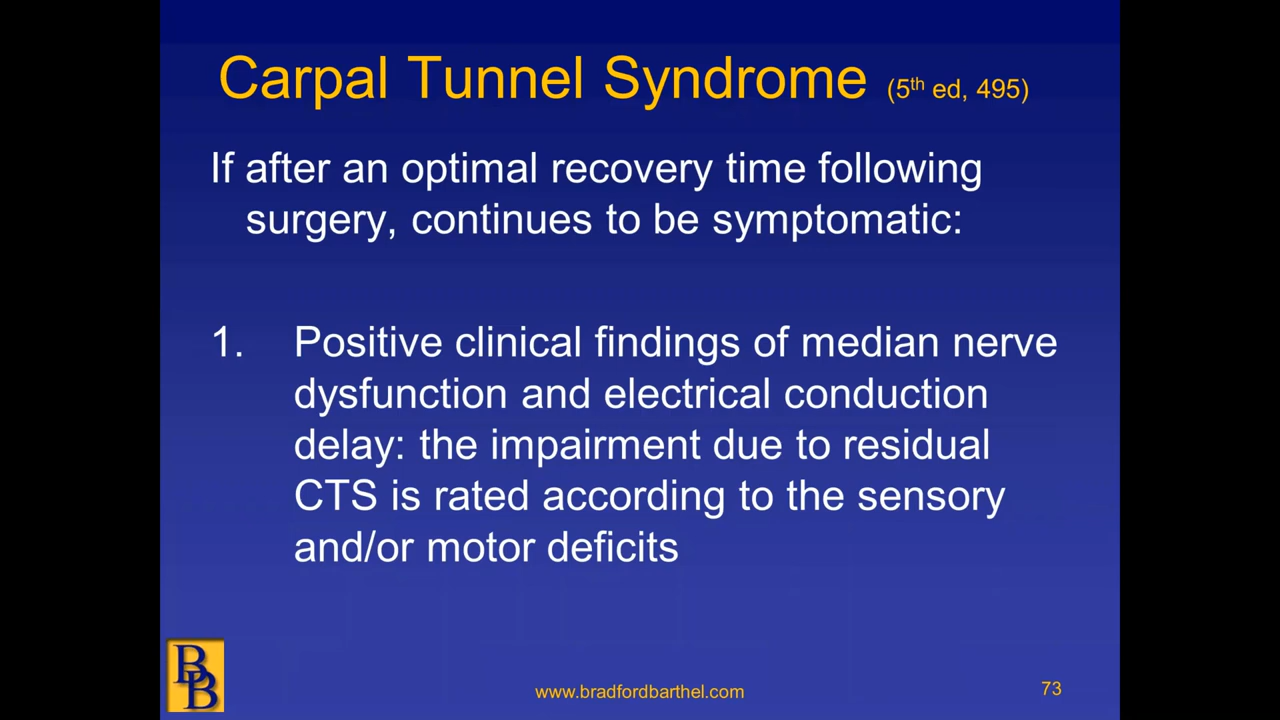 Carpal Tunnel Syndrome (5th ed, 495)
If after an optimal recovery time following
surgery, continues to be symptomatic:
1. Positive clinical findings of median nerve
dysfunction and electrical conduction
delay: the impairment due to residual
CTS is rated according to the sensory
and/or motor deficits
BB
www.bradfordbarthel.com
73